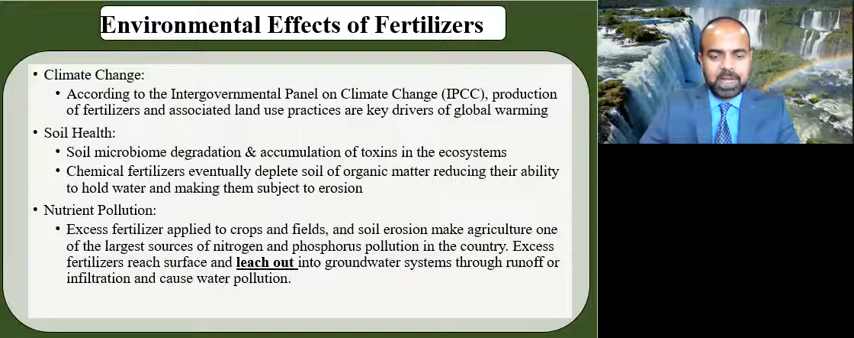 Environmental Effects of Fertilizers
• Climate Change:
• According to the Intergovernmental Panel on Climate Change (IPCC), production
of fertilizers and associated land use practices are key drivers of global warming
• Soil Health:
• Soil microbiome degradation & accumulation of toxins in the ecosystems
• Chemical fertilizers eventually deplete soil of organic matter reducing their ability
to hold water and making them subject to erosion
• Nutrient Pollution:
• Excess fertilizer applied to crops and fields, and soil erosion make agriculture one
of the largest sources of nitrogen and phosphorus pollution in the country. Excess
fertilizers reach surface and leach out into groundwater systems through runoff or
infiltration and cause water pollution.